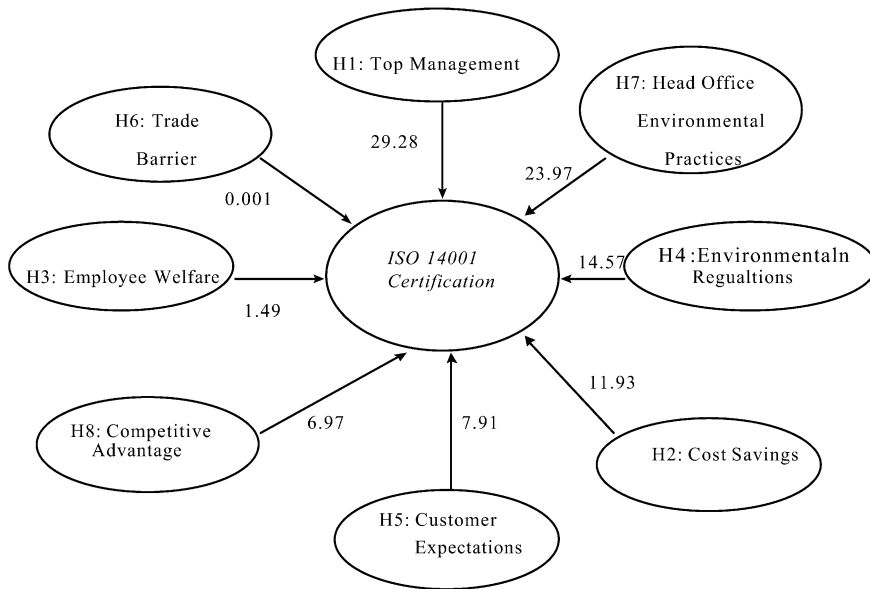 H1: Top Management
H7: Head Office
Environmental
Practices
H6: Trade
Barrier
29.28
23.97
0.001
ISO 14001
Certification
H4:Environmentaln
Regualtions
14.57
H3: Employee Welfare
1.49
11.93
H8: Competitive
Advantage
6.97
7.91
H2: Cost Savings
H5: Customer
Expectations